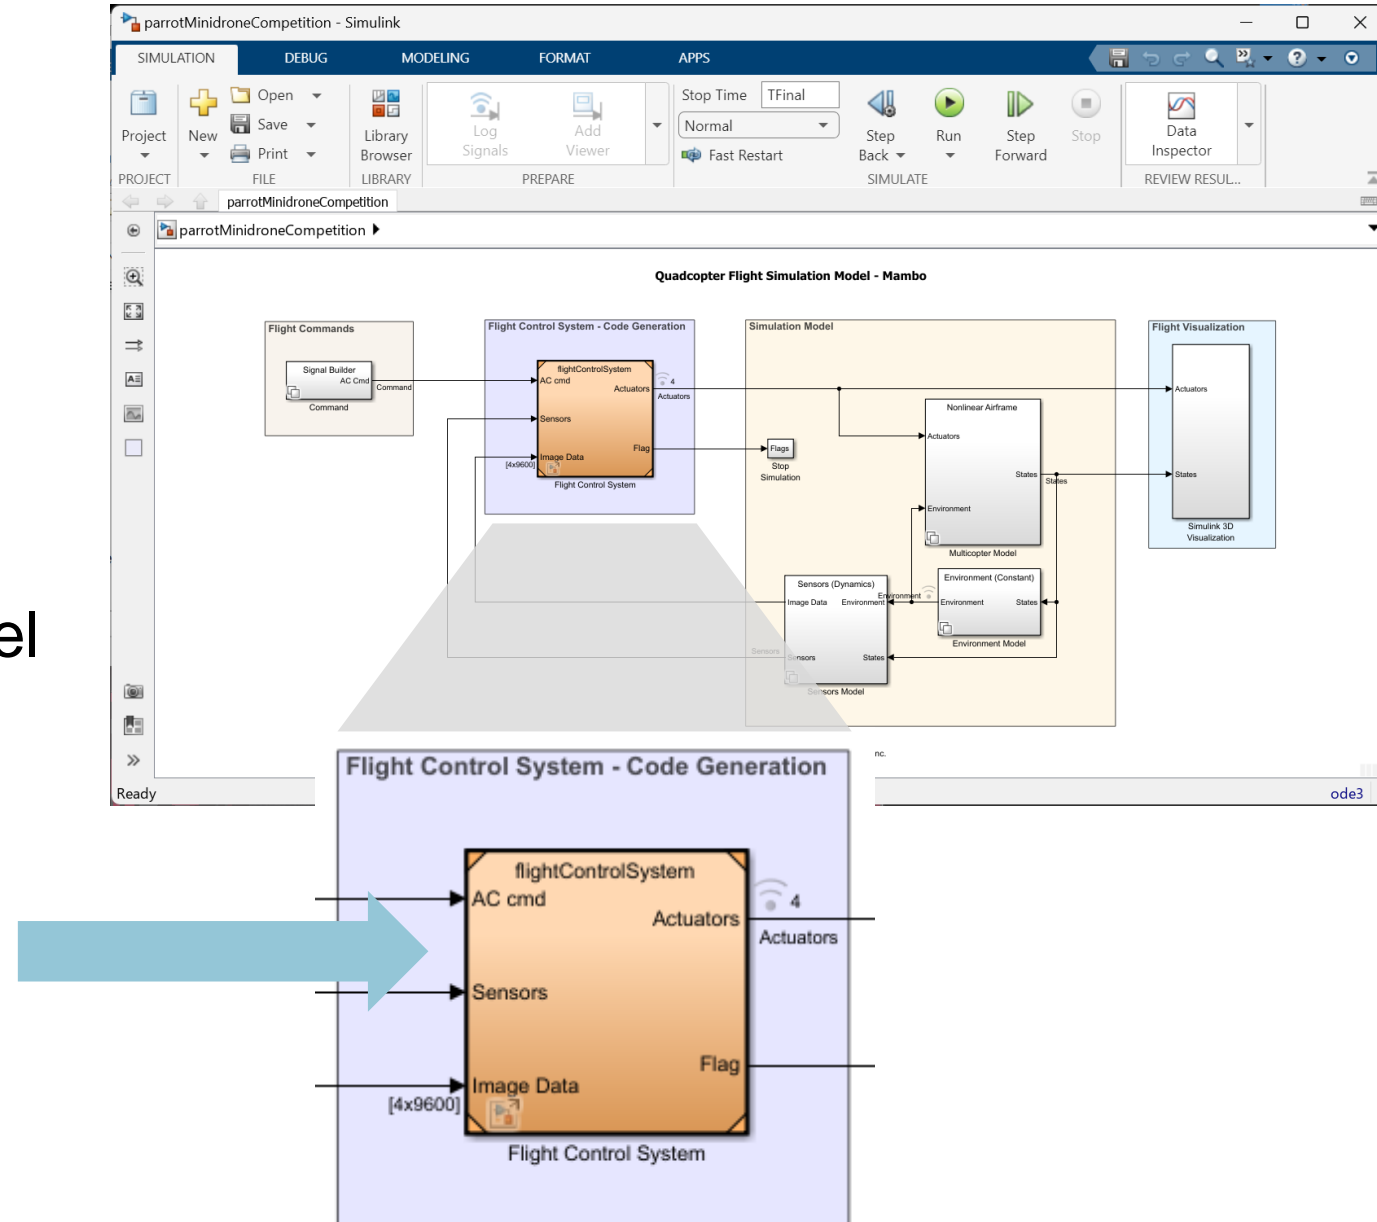 parrotMinidroneCompetition - Simulink
SIMULATION DEBUG MODELING FORMAT APPS
Project
New
Open
Save
Print
Library
Browser
Log
Signals
Add
Viewer
Stop Time TFinal
Normal
Fast Restart
Step
Back
Run
Step
Forward
Stop
Data
Inspector
PROJECT FILE LIBRARY PREPARE SIMULATE REVIEW RESUL...
parrotMinidroneCompetition
parrotMinidroneCompetition
Quadcopter Flight Simulation Model - Mambo
Flight Commands
Signal Builder
AC Cmd
Command
Command
Flight Control System - Code Generation
flightControlSystem
AC cmd
Sensors
Image Data
[4x9600]
Actuators
Flag
4
Actuators
Flight Control System
Simulation Model
Flags
Stop
Simulation
Nonlinear Airframe
Actuators
States
States
Environment
Multicopter Model
Sensors (Dynamics)
Image Data
Environment
Sensors
States
Sensors
Sensors Model
Environment
Environment (Constant)
Environment
States
Environment Model
Flight Visualization
Actuators
States
Simulink 3D
Visualization
nc.
Ready
ode3
el
Flight Control System - Code Generation
flightControlSystem
AC cmd
Sensors
Image Data
[4x9600]
Actuators
Flag
4
Actuators
Flight Control System